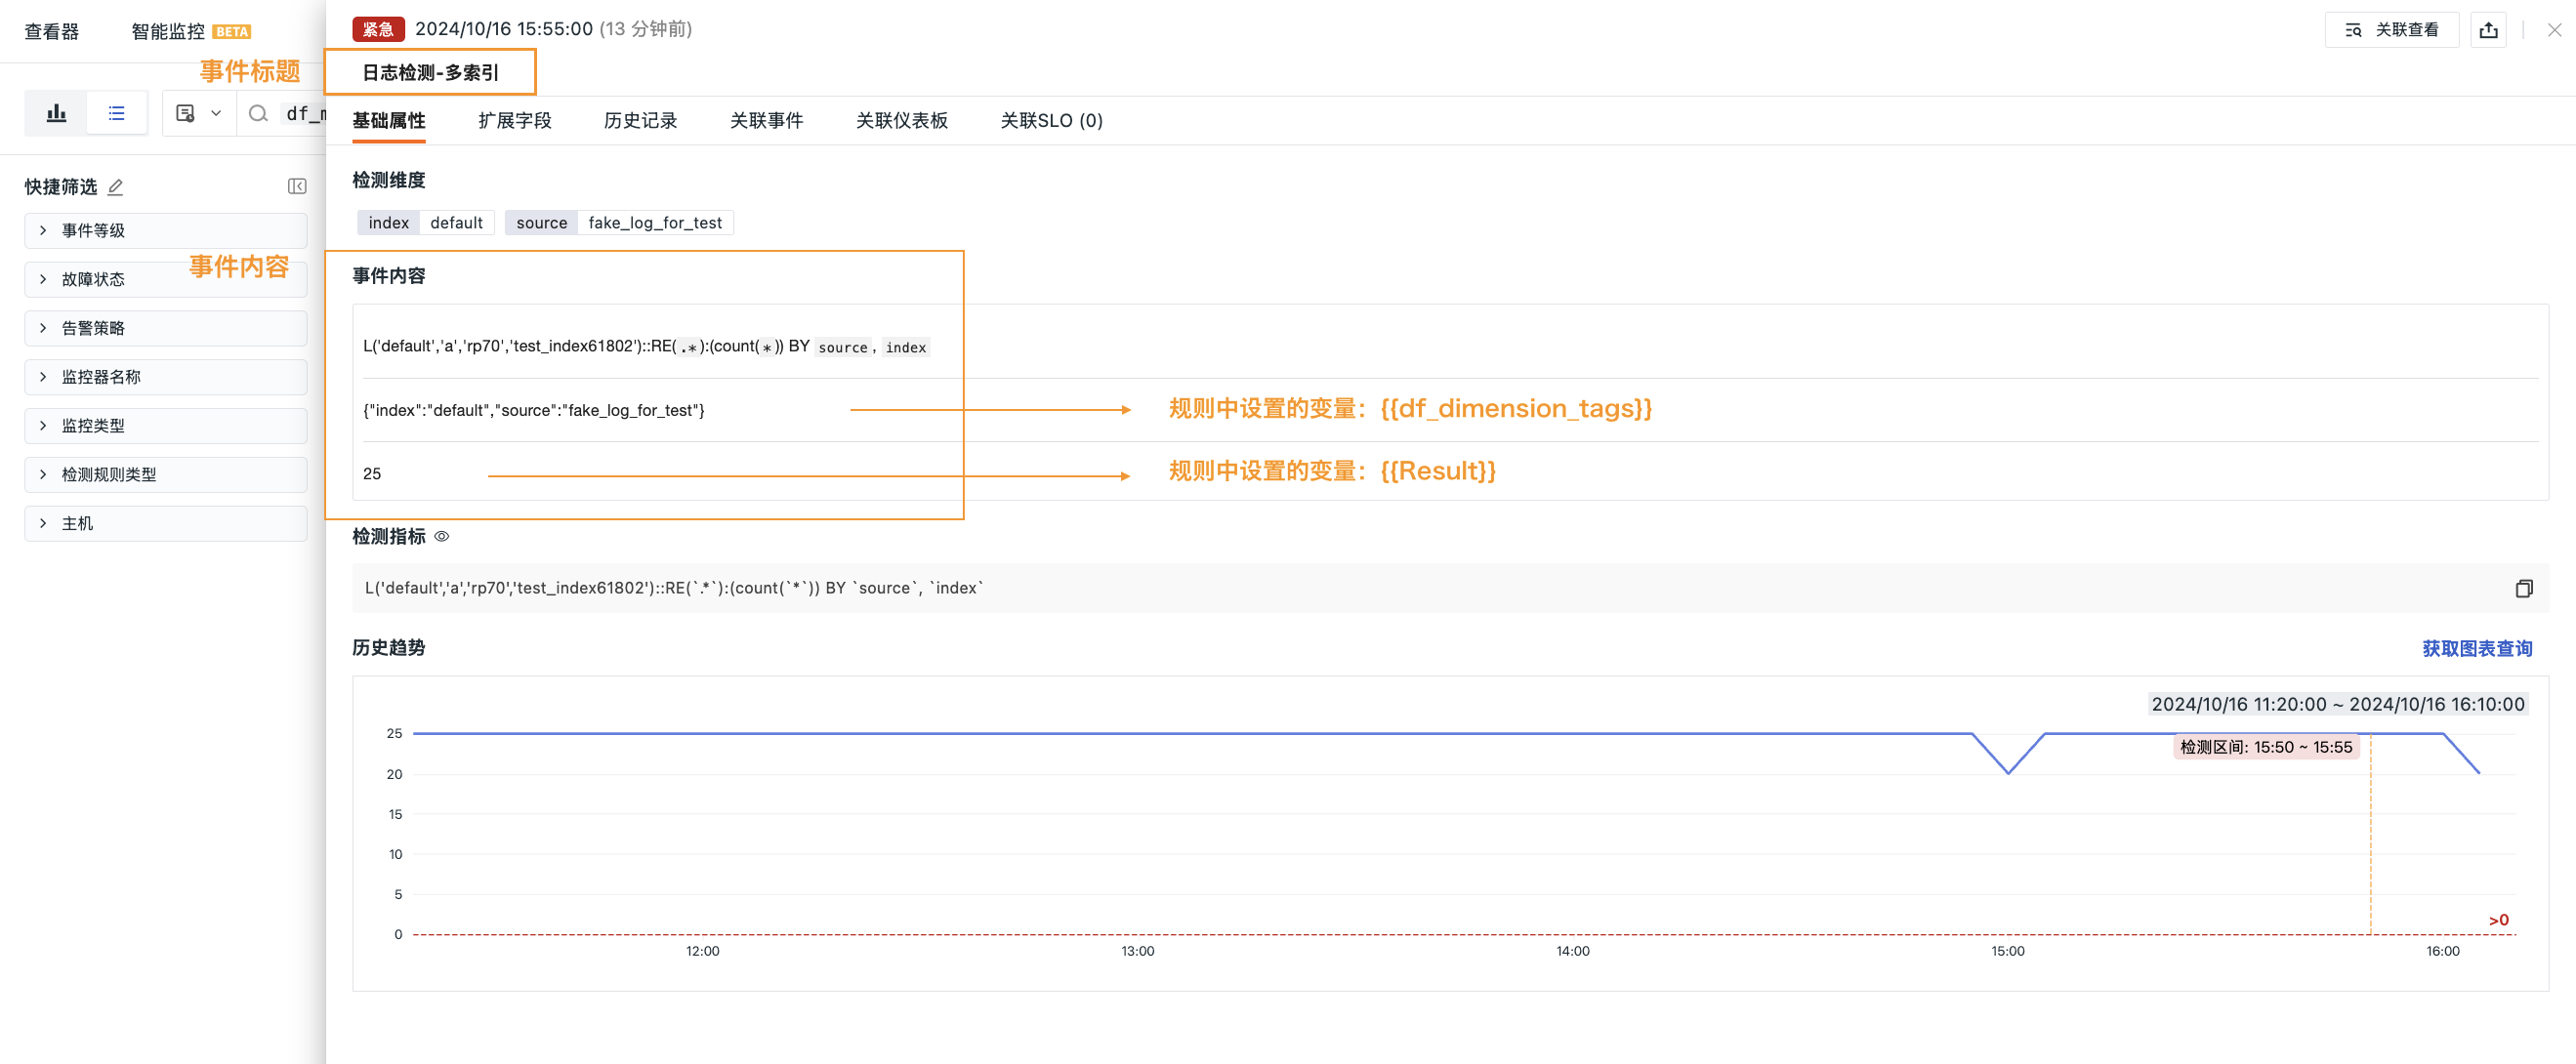 查看器
智能监控 BETA
事件标题
df_m
快捷筛选
事件等级
事件内容
故障状态
告警策略
监控器名称
监控类型
检测规则类型
主机
紧急 2024/10/16 15:55:00 (13 分钟前)
关联查看
日志检测-多索引
基础属性 扩展字段 历史记录 关联事件 关联仪表板 关联SLO (0)
检测维度
index default source fake_log_for_test
事件内容
L('default','a','rp70','test_index61802')::RE(.*):(count(*)) BY source, index
{"index":"default","source":"fake_log_for_test"}
规则中设置的变量：{{df_dimension_tags}}
25
规则中设置的变量：{{Result}}
检测指标
L('default','a','rp70','test_index61802')::RE(`.*`):(count(`*`)) BY `source`, `index`
历史趋势
获取图表查询
2024/10/16 11:20:00 ~ 2024/10/16 16:10:00
检测区间: 15:50 ~ 15:55
25
20
15
10
5
0
>0
12:00 13:00 14:00 15:00 16:00